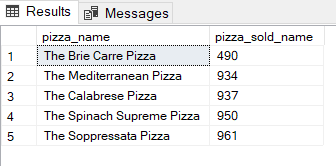 Results Messages
pizza_name pizza_sold_name
1 The Brie Carre Pizza 490
2 The Mediterranean Pizza 934
3 The Calabrese Pizza 937
4 The Spinach Supreme Pizza 950
5 The Soppressata Pizza 961